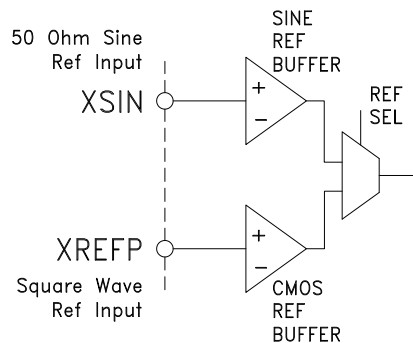 50 Ohm Sine
Ref Input
XSIN
SINE
REF
BUFFER
+
−
REF
SEL
XREFP
Square Wave
Ref Input
+
−
CMOS
REF
BUFFER